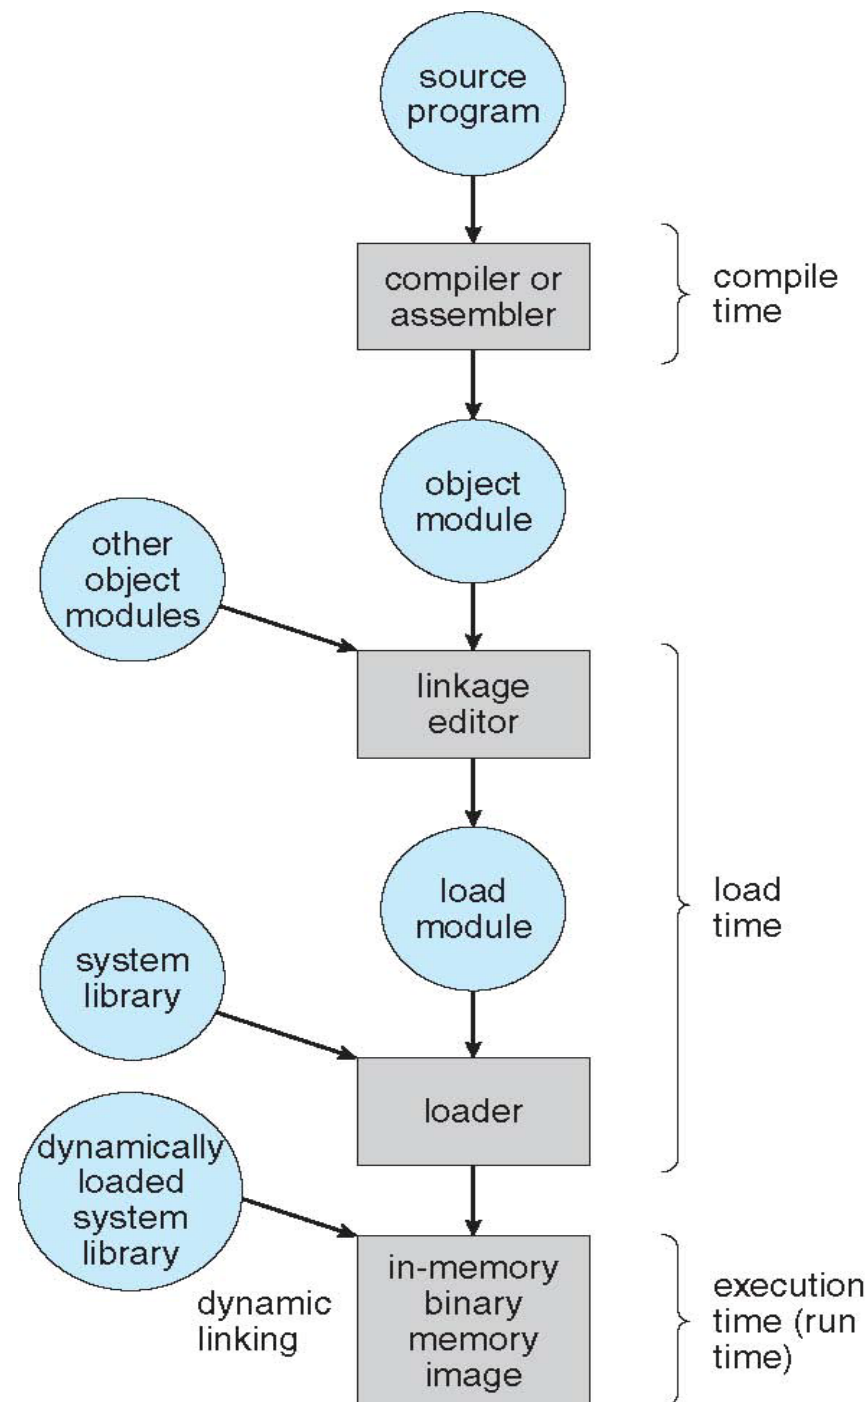 source
program
compiler or
assembler
compile
time
object
module
other
object
modules
linkage
editor
load
module
load
time
system
library
loader
dynamically
loaded
system
library
dynamic
linking
in-memory
binary
memory
image
execution
time (run
time)